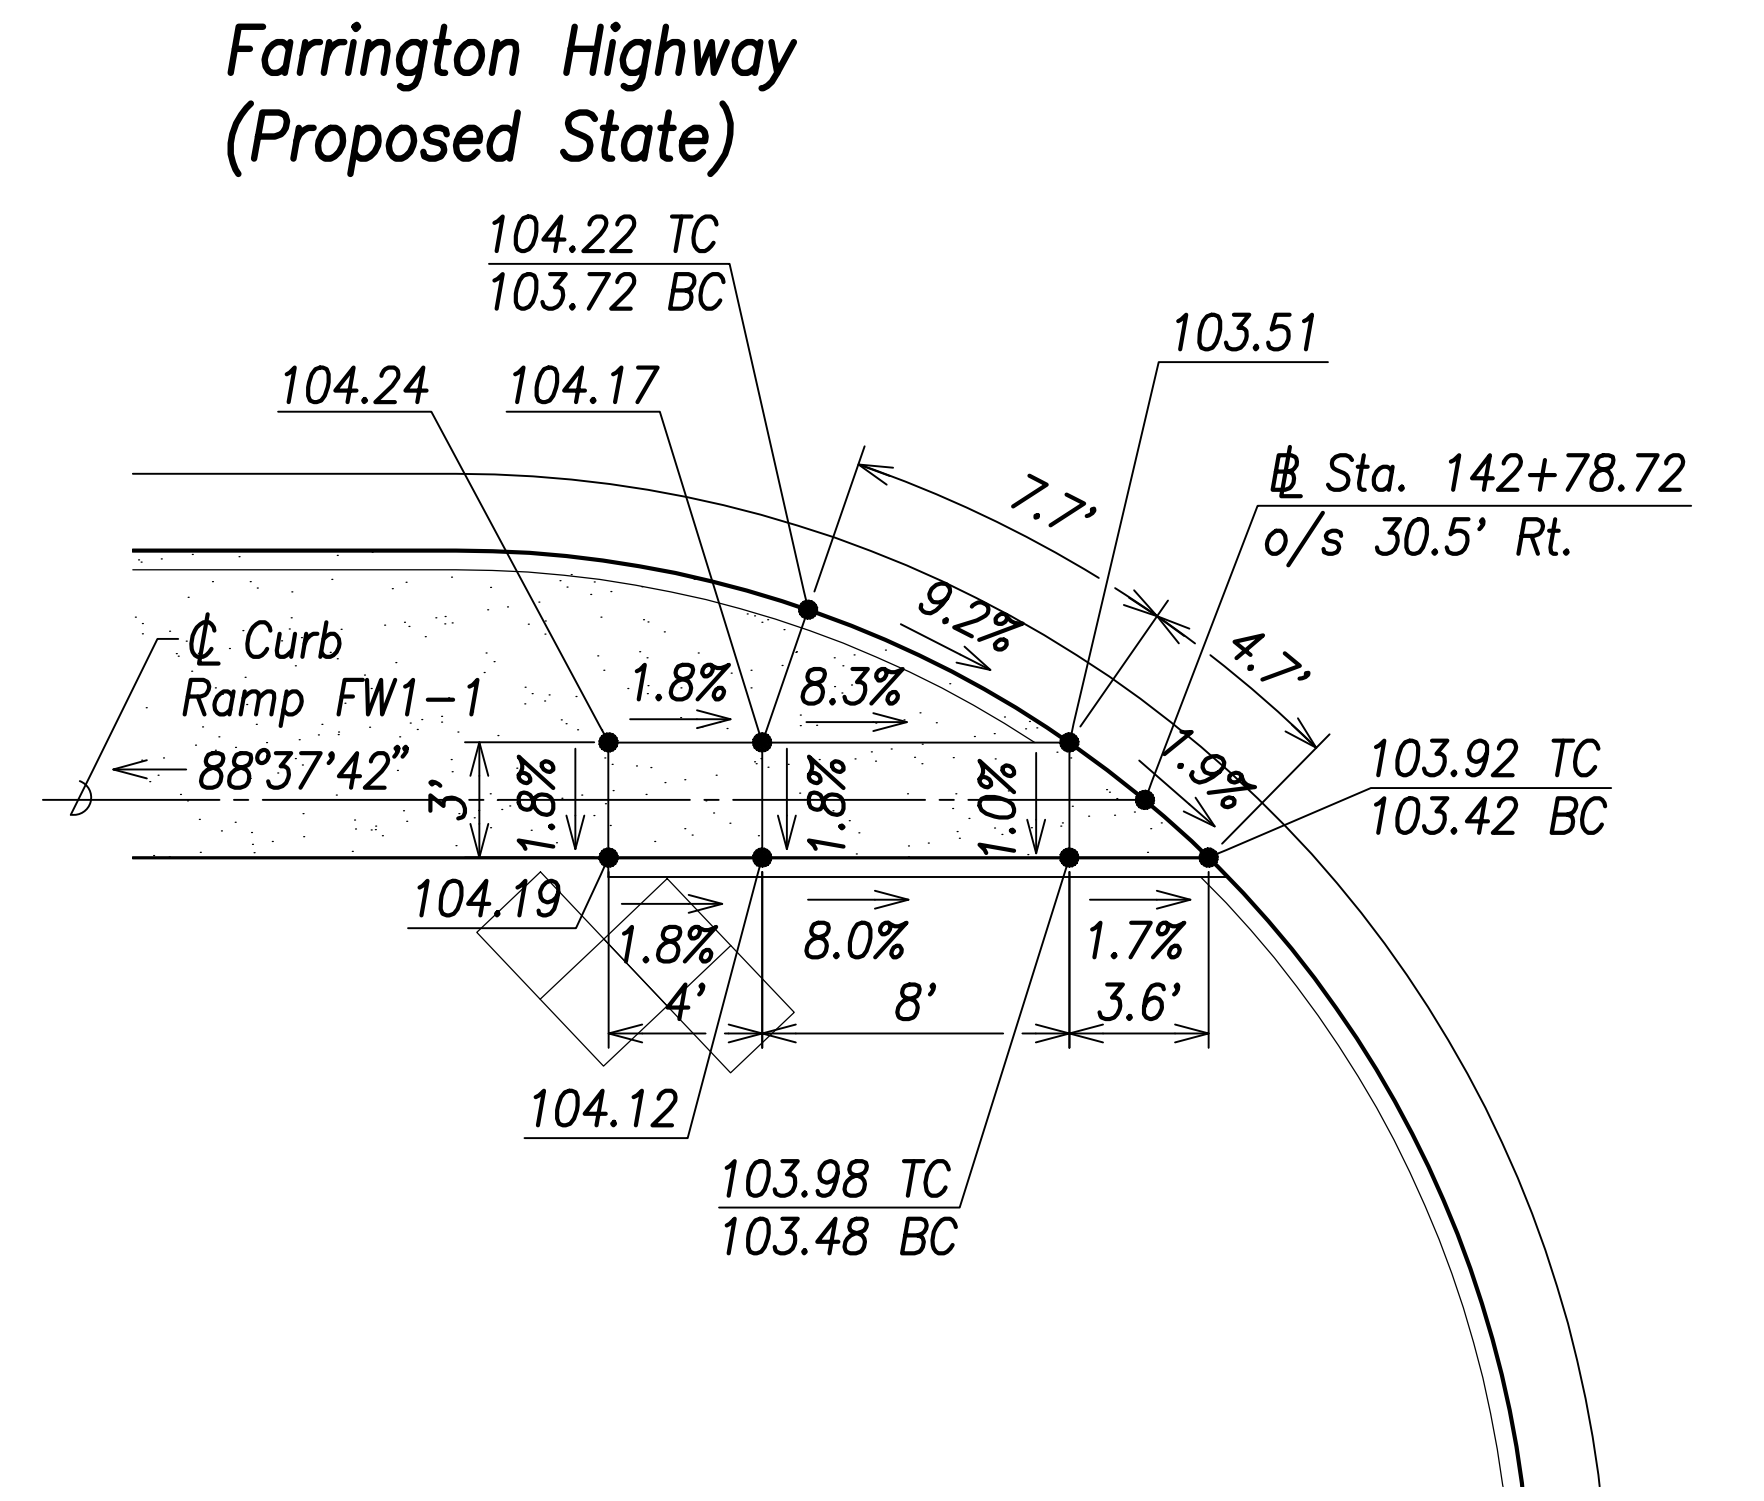 Farrington Highway
(Proposed State)
104.22 TC
103.72 BC
103.51
104.24
104.17
7.7'
℄ Sta. 142+78.72
o/s 30.5' Rt.
9.2%
4.7'
℄ Curb
Ramp FW1-1
1.8%
8.3%
88°37'42"
3'
1.8%
1.8%
1.0%
1.9%
103.92 TC
103.42 BC
104.19
1.8%
8.0%
1.7%
4'
8'
3.6'
104.12
103.98 TC
103.48 BC